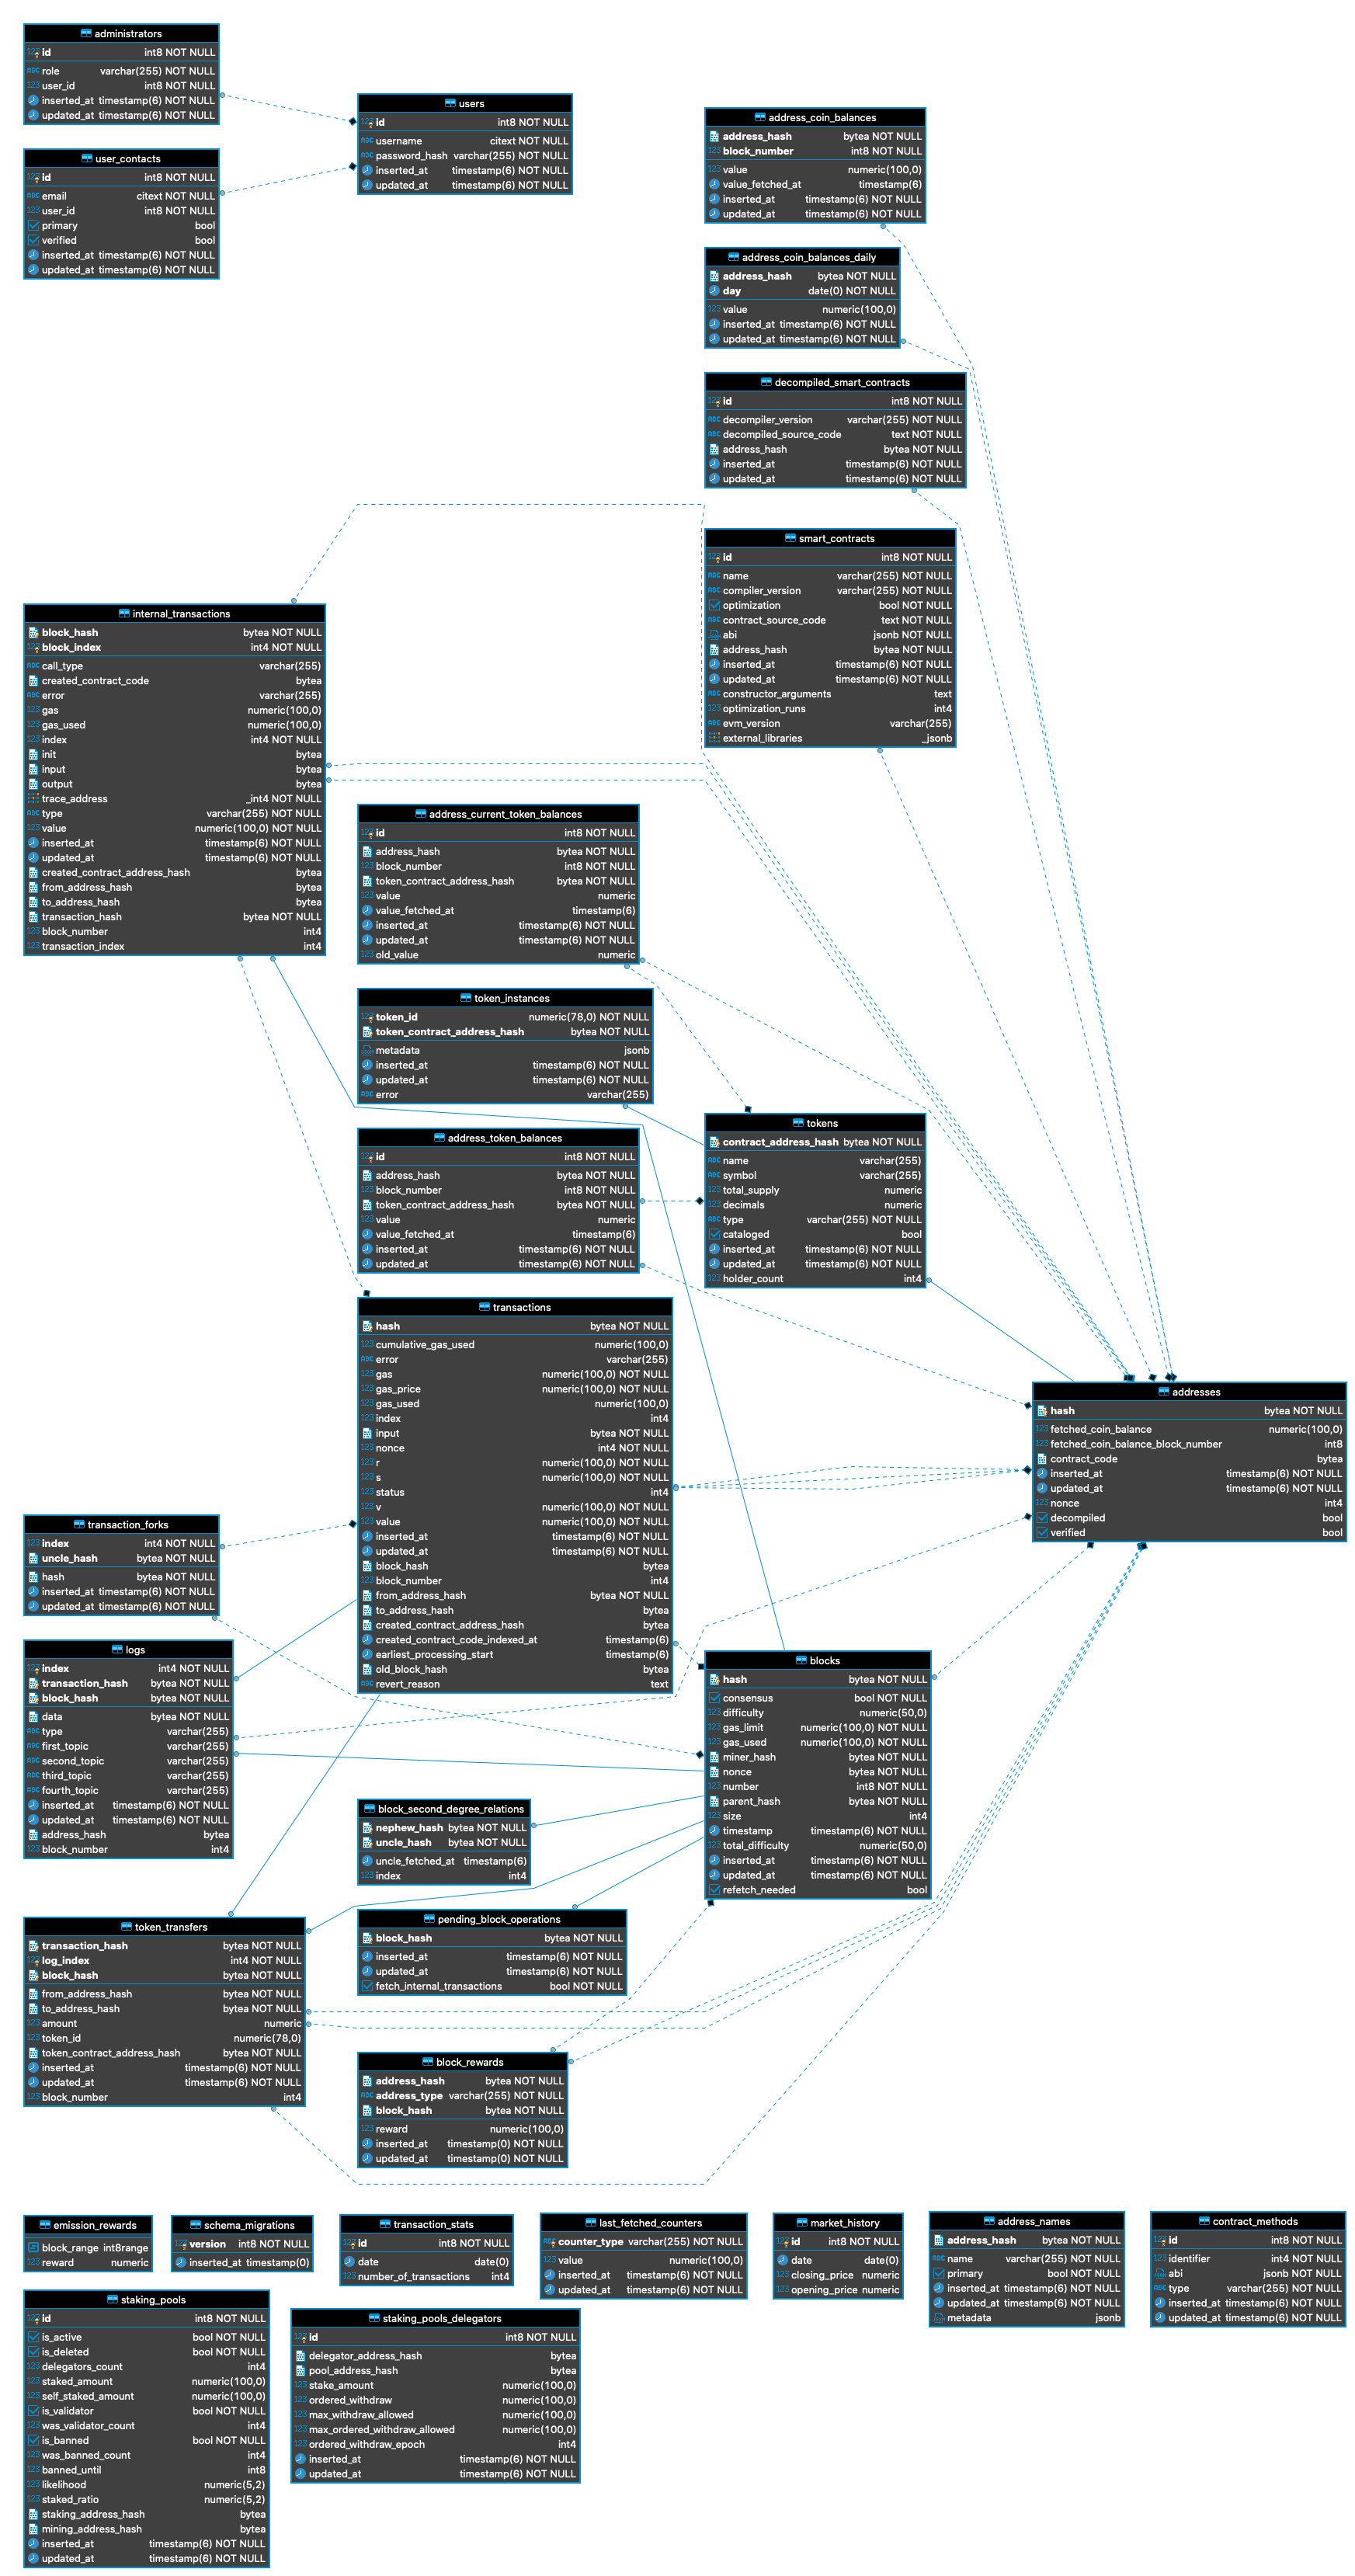 administrators
id int8 NOT NULL
role varchar(255) NOT NULL
user_id int8 NOT NULL
inserted_at timestamp(6) NOT NULL
updated_at timestamp(6) NOT NULL
users
id int8 NOT NULL
username citext NOT NULL
password_hash varchar(255) NOT NULL
inserted_at timestamp(6) NOT NULL
updated_at timestamp(6) NOT NULL
user_contacts
id int8 NOT NULL
email citext NOT NULL
user_id int8 NOT NULL
primary bool
verified bool
inserted_at timestamp(6) NOT NULL
updated_at timestamp(6) NOT NULL
address_coin_balances
address_hash bytea NOT NULL
block_number int8 NOT NULL
value numeric(100,0)
value_fetched_at timestamp(6)
inserted_at timestamp(6) NOT NULL
updated_at timestamp(6) NOT NULL
address_coin_balances_daily
address_hash bytea NOT NULL
day date(0) NOT NULL
value numeric(100,0)
inserted_at timestamp(6) NOT NULL
updated_at timestamp(6) NOT NULL
decompiled_smart_contracts
id int8 NOT NULL
decompiler_version varchar(255) NOT NULL
decompiled_source_code text NOT NULL
address_hash bytea NOT NULL
inserted_at timestamp(6) NOT NULL
updated_at timestamp(6) NOT NULL
smart_contracts
id int8 NOT NULL
name varchar(255) NOT NULL
compiler_version varchar(255) NOT NULL
optimization bool NOT NULL
contract_source_code text NOT NULL
abi jsonb NOT NULL
address_hash bytea NOT NULL
inserted_at timestamp(6) NOT NULL
updated_at timestamp(6) NOT NULL
constructor_arguments text
optimization_runs int4
evm_version varchar(255)
external_libraries _jsonb
internal_transactions
block_hash bytea NOT NULL
block_index int4 NOT NULL
call_type varchar(255)
created_contract_code bytea
error varchar(255)
gas numeric(100,0)
gas_used numeric(100,0)
index int4 NOT NULL
init bytea
input bytea
output bytea
trace_address _int4 NOT NULL
type varchar(255) NOT NULL
value numeric(100,0) NOT NULL
inserted_at timestamp(6) NOT NULL
updated_at timestamp(6) NOT NULL
created_contract_address_hash bytea
from_address_hash bytea
to_address_hash bytea
transaction_hash bytea NOT NULL
block_number int4
transaction_index int4
address_current_token_balances
id int8 NOT NULL
address_hash bytea NOT NULL
block_number int8 NOT NULL
token_contract_address_hash bytea NOT NULL
value numeric
value_fetched_at timestamp(6)
inserted_at timestamp(6) NOT NULL
updated_at timestamp(6) NOT NULL
old_value numeric
token_instances
token_id numeric(78,0) NOT NULL
token_contract_address_hash bytea NOT NULL
metadata jsonb
inserted_at timestamp(6) NOT NULL
updated_at timestamp(6) NOT NULL
error varchar(255)
address_token_balances
id int8 NOT NULL
address_hash bytea NOT NULL
block_number int8 NOT NULL
token_contract_address_hash bytea NOT NULL
value numeric
value_fetched_at timestamp(6)
inserted_at timestamp(6) NOT NULL
updated_at timestamp(6) NOT NULL
tokens
contract_address_hash bytea NOT NULL
name varchar(255)
symbol varchar(255)
total_supply numeric
decimals numeric
type varchar(255) NOT NULL
cataloged bool
inserted_at timestamp(6) NOT NULL
updated_at timestamp(6) NOT NULL
holder_count int4
transactions
hash bytea NOT NULL
cumulative_gas_used numeric(100,0)
error varchar(255)
gas numeric(100,0) NOT NULL
gas_price numeric(100,0) NOT NULL
gas_used numeric(100,0)
index int4
input bytea NOT NULL
nonce int4 NOT NULL
r numeric(100,0) NOT NULL
s numeric(100,0) NOT NULL
status int4
v numeric(100,0) NOT NULL
value numeric(100,0) NOT NULL
inserted_at timestamp(6) NOT NULL
updated_at timestamp(6) NOT NULL
block_hash bytea
block_number int4
from_address_hash bytea NOT NULL
to_address_hash bytea
created_contract_address_hash bytea
created_contract_code_indexed_at timestamp(6)
earliest_processing_start timestamp(6)
old_block_hash bytea
revert_reason text
addresses
hash bytea NOT NULL
fetched_coin_balance numeric(100,0)
fetched_coin_balance_block_number int8
contract_code bytea
inserted_at timestamp(6) NOT NULL
updated_at timestamp(6) NOT NULL
nonce int4
decompiled bool
verified bool
transaction_forks
index int4 NOT NULL
uncle_hash bytea NOT NULL
hash bytea
inserted_at timestamp(6) NOT NULL
updated_at timestamp(6) NOT NULL
logs
index int4 NOT NULL
transaction_hash bytea NOT NULL
block_hash bytea NOT NULL
data bytea NOT NULL
type varchar(255)
first_topic varchar(255)
second_topic varchar(255)
third_topic varchar(255)
fourth_topic varchar(255)
inserted_at timestamp(6) NOT NULL
updated_at timestamp(6) NOT NULL
address_hash bytea
block_number int4
blocks
hash bytea NOT NULL
consensus bool NOT NULL
difficulty numeric(50,0)
gas_limit numeric(100,0) NOT NULL
gas_used numeric(100,0) NOT NULL
miner_hash bytea NOT NULL
nonce bytea NOT NULL
number int8 NOT NULL
parent_hash bytea NOT NULL
size int4
timestamp timestamp(6) NOT NULL
total_difficulty numeric(50,0)
inserted_at timestamp(6) NOT NULL
updated_at timestamp(6) NOT NULL
refetch_needed bool
block_second_degree_relations
nephew_hash bytea NOT NULL
uncle_hash bytea NOT NULL
uncle_fetched_at timestamp(6)
index int4
pending_block_operations
block_hash bytea NOT NULL
inserted_at timestamp(6) NOT NULL
updated_at timestamp(6) NOT NULL
fetch_internal_transactions bool NOT NULL
token_transfers
transaction_hash bytea NOT NULL
log_index int4 NOT NULL
block_hash bytea NOT NULL
from_address_hash bytea NOT NULL
to_address_hash bytea NOT NULL
amount numeric
token_id numeric(78,0)
token_contract_address_hash bytea NOT NULL
inserted_at timestamp(6) NOT NULL
updated_at timestamp(6) NOT NULL
block_number int4
block_rewards
address_hash bytea NOT NULL
address_type varchar(255) NOT NULL
block_hash bytea NOT NULL
reward numeric(100,0)
inserted_at timestamp(0) NOT NULL
updated_at timestamp(0) NOT NULL
emission_rewards
block_range int8range
reward numeric
schema_migrations
version int8 NOT NULL
inserted_at timestamp(0)
transaction_stats
id int8 NOT NULL
date date(0)
number_of_transactions int4
last_fetched_counters
counter_type varchar(255) NOT NULL
value numeric(100,0)
inserted_at timestamp(6) NOT NULL
updated_at timestamp(6) NOT NULL
market_history
id int8 NOT NULL
date date(0)
closing_price numeric
opening_price numeric
address_names
address_hash bytea NOT NULL
name varchar(255) NOT NULL
primary bool NOT NULL
inserted_at timestamp(6) NOT NULL
updated_at timestamp(6) NOT NULL
metadata jsonb
contract_methods
id int8 NOT NULL
identifier int4 NOT NULL
abi jsonb NOT NULL
type varchar(255) NOT NULL
inserted_at timestamp(6) NOT NULL
updated_at timestamp(6) NOT NULL
staking_pools
id int8 NOT NULL
is_active bool NOT NULL
is_deleted bool NOT NULL
delegators_count int4
staked_amount numeric(100,0)
self_staked_amount numeric(100,0)
is_validator bool NOT NULL
was_validator_count int4
is_banned bool NOT NULL
was_banned_count int4
banned_until int8
likelihood numeric(5,2)
staked_ratio numeric(5,2)
staking_address_hash bytea
mining_address_hash bytea
inserted_at timestamp(6) NOT NULL
updated_at timestamp(6) NOT NULL
staking_pools_delegators
id int8 NOT NULL
delegator_address_hash bytea
pool_address_hash bytea
stake_amount numeric(100,0)
ordered_withdraw numeric(100,0)
max_withdraw_allowed numeric(100,0)
max_ordered_withdraw_allowed numeric(100,0)
ordered_withdraw_epoch int4
inserted_at timestamp(6) NOT NULL
updated_at timestamp(6) NOT NULL